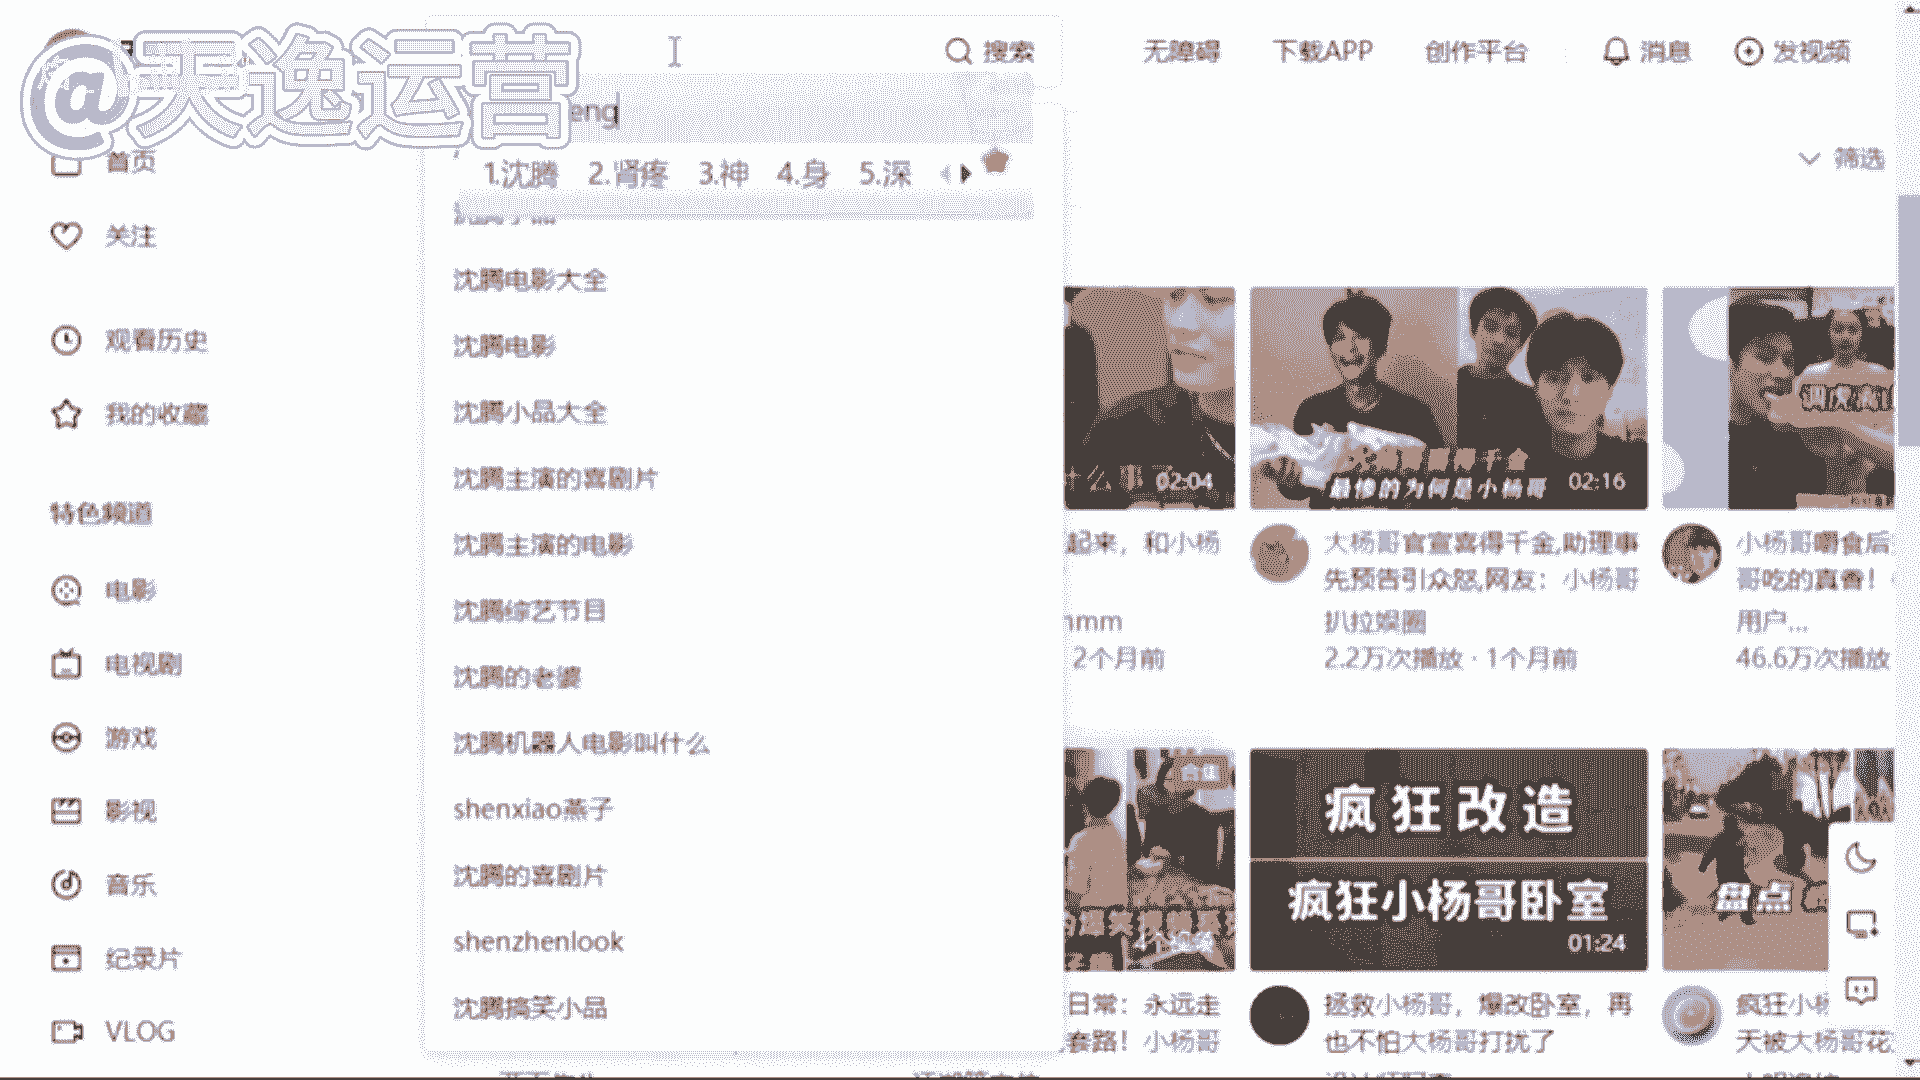 @天逸运营
搜索
无障碍
下载APP
创作平台
消息
发视频
eng
1.沈腾 2.肾疼 3.神 4.身 5.深
筛选
首页
关注
观看历史
我的收藏
特色频道
电影
电视剧
游戏
影视
音乐
纪录片
VLOG
沈腾电影大全
沈腾电影
沈腾小品大全
沈腾主演的喜剧片
沈腾主演的电影
沈腾综艺节目
沈腾的老婆
沈腾机器人电影叫什么
shenxiao燕子
沈腾的喜剧片
shenzhenlook
沈腾搞笑小品
什么事
02:04
起来，和小杨
mm
2个月前
喜得千金
最惨的为何是小杨哥
02:16
大杨哥官宣喜得千金,助理事
先预告引众怒,网友：小杨哥
扒拉娱圈
2.2万次播放 · 1个月前
小杨哥嚼食后
哥吃的真香！
用户...
46.6万次播放
合集
日常：永远走
套路！小杨哥
疯狂改造
疯狂小杨哥卧室
01:24
拯救小杨哥，爆改卧室，再
也不怕大杨哥打扰了
盘点
疯狂小杨
天被大杨哥花